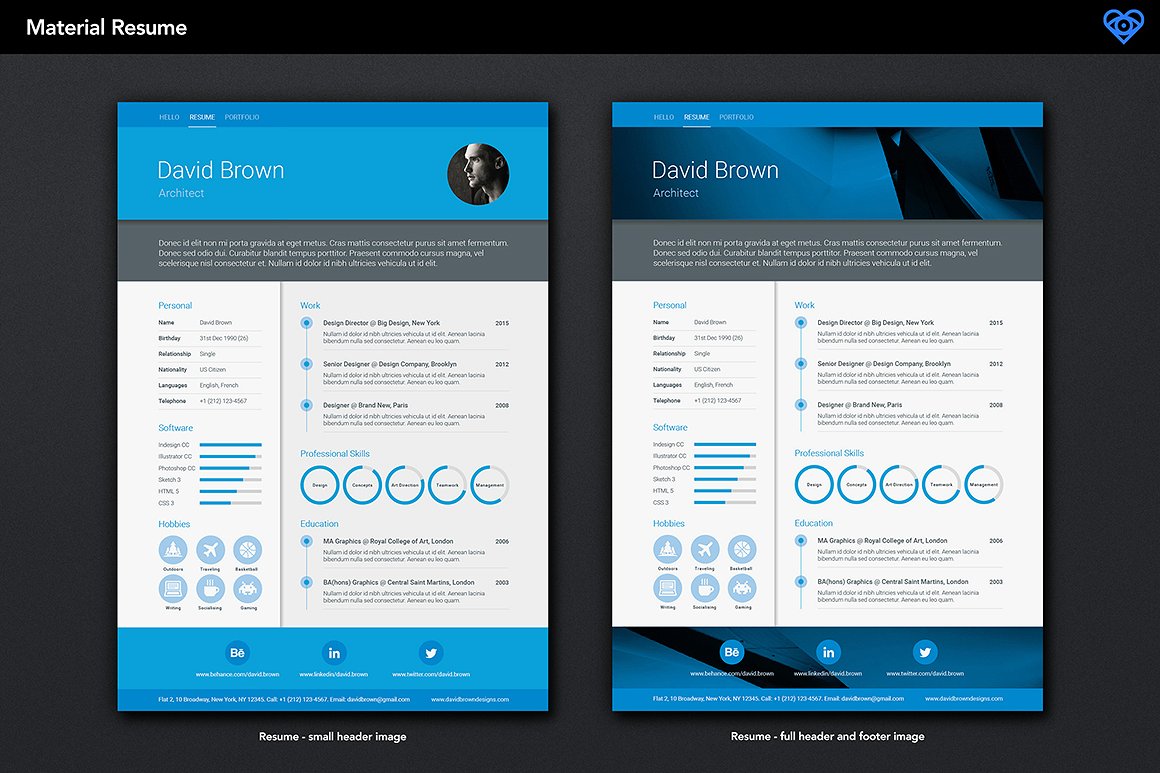 Material Resume
HELLO RESUME PORTFOLIO
David Brown
Architect
Donec id elit non mi porta gravida at eget metus. Cras mattis consectetur purus sit amet fermentum.
Donec sed odio dui. Curabitur blandit tempus porttitor. Praesent commodo cursus magna, vel
scelerisque nisl consectetur et. Nullam id dolor id nibh ultricies vehicula ut id elit.
Personal
Name David Brown
Birthday 31st Dec 1990 (26)
Relationship Single
Nationality US Citizen
Languages English, French
Telephone +1 (212) 123-4567
Software
Indesign CC
Illustrator CC
Photoshop CC
Sketch 3
HTML 5
CSS 3
Hobbies
Outdoors Traveling Basketball
Writing Socialising Gaming
Work
Design Director @ Big Design, New York 2015
Nullam id dolor id nibh ultricies vehicula ut id elit. Aenean lacinia
bibendum nulla sed consectetur. Aenean eu leo quam.
Senior Designer @ Design Company, Brooklyn 2012
Nullam id dolor id nibh ultricies vehicula ut id elit. Aenean lacinia
bibendum nulla sed consectetur. Aenean eu leo quam.
Designer @ Brand New, Paris 2008
Nullam id dolor id nibh ultricies vehicula ut id elit. Aenean lacinia
bibendum nulla sed consectetur. Aenean eu leo quam.
Professional Skills
Design Concepts Art Direction Teamwork Management
Education
MA Graphics @ Royal College of Art, London 2006
Nullam id dolor id nibh ultricies vehicula ut id elit. Aenean lacinia
bibendum nulla sed consectetur. Aenean eu leo quam.
BA(hons) Graphics @ Central Saint Martins, London 2003
Nullam id dolor id nibh ultricies vehicula ut id elit. Aenean lacinia
bibendum nulla sed consectetur. Aenean eu leo quam.
Bē in
www.behance.com/david.brown www.linkedin/david.brown www.twitter.com/david.brown
Flat 2, 10 Broadway, New York, NY 12345. Call: +1 (212) 123-4567. Email: davidbrown@gmail.com www.davidbrowndesigns.com
Resume - small header image
HELLO RESUME PORTFOLIO
David Brown
Architect
Donec id elit non mi porta gravida at eget metus. Cras mattis consectetur purus sit amet fermentum.
Donec sed odio dui. Curabitur blandit tempus porttitor. Praesent commodo cursus magna, vel
scelerisque nisl consectetur et. Nullam id dolor id nibh ultricies vehicula ut id elit.
Personal
Name David Brown
Birthday 31st Dec 1990 (26)
Relationship Single
Nationality US Citizen
Languages English, French
Telephone +1 (212) 123-4567
Software
Indesign CC
Illustrator CC
Photoshop CC
Sketch 3
HTML 5
CSS 3
Hobbies
Outdoors Traveling Basketball
Writing Socialising Gaming
Work
Design Director @ Big Design, New York 2015
Nullam id dolor id nibh ultricies vehicula ut id elit. Aenean lacinia
bibendum nulla sed consectetur. Aenean eu leo quam.
Senior Designer @ Design Company, Brooklyn 2012
Nullam id dolor id nibh ultricies vehicula ut id elit. Aenean lacinia
bibendum nulla sed consectetur. Aenean eu leo quam.
Designer @ Brand New, Paris 2008
Nullam id dolor id nibh ultricies vehicula ut id elit. Aenean lacinia
bibendum nulla sed consectetur. Aenean eu leo quam.
Professional Skills
Design Concepts Art Direction Teamwork Management
Education
MA Graphics @ Royal College of Art, London 2006
Nullam id dolor id nibh ultricies vehicula ut id elit. Aenean lacinia
bibendum nulla sed consectetur. Aenean eu leo quam.
BA(hons) Graphics @ Central Saint Martins, London 2003
Nullam id dolor id nibh ultricies vehicula ut id elit. Aenean lacinia
bibendum nulla sed consectetur. Aenean eu leo quam.
Bē in
www.behance.com/david.brown www.linkedin/david.brown www.twitter.com/david.brown
Flat 2, 10 Broadway, New York, NY 12345. Call: +1 (212) 123-4567. Email: davidbrown@gmail.com www.davidbrowndesigns.com
Resume - full header and footer image